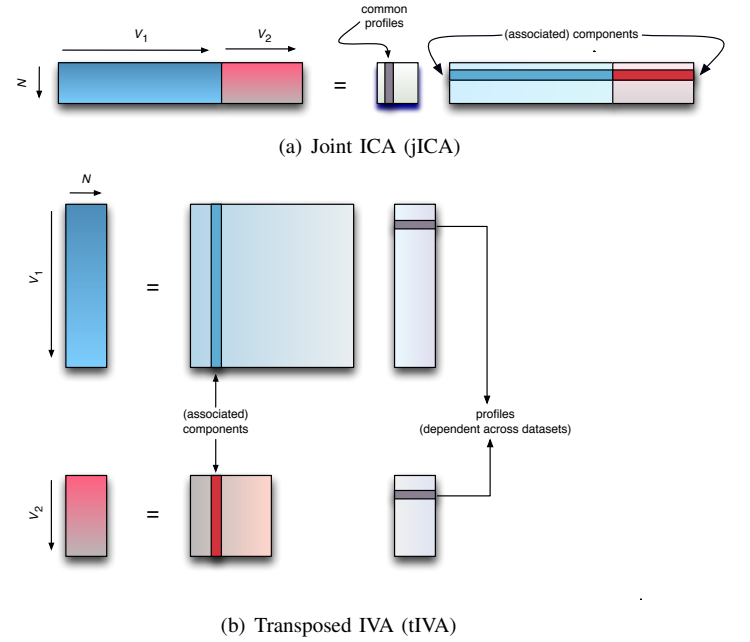 common
profiles
V1
V2
(associated) components
N
=
(a) Joint ICA (jICA)
N
V1
=
(associated)
components
profiles
(dependent across datasets)
V2
=
(b) Transposed IVA (tIVA)